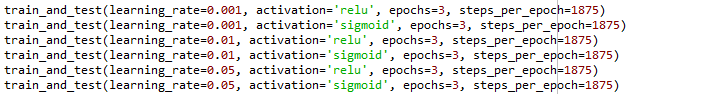 train_and_test(learning_rate=0.001, activation='relu', epochs=3, steps_per_epoch=1875)
train_and_test(learning_rate=0.001, activation='sigmoid', epochs=3, steps_per_epoch=1875)
train_and_test(learning_rate=0.01, activation='relu', epochs=3, steps_per_epoch=1875)
train_and_test(learning_rate=0.01, activation='sigmoid', epochs=3, steps_per_epoch=1875)
train_and_test(learning_rate=0.05, activation='relu', epochs=3, steps_per_epoch=1875)
train_and_test(learning_rate=0.05, activation='sigmoid', epochs=3, steps_per_epoch=1875)